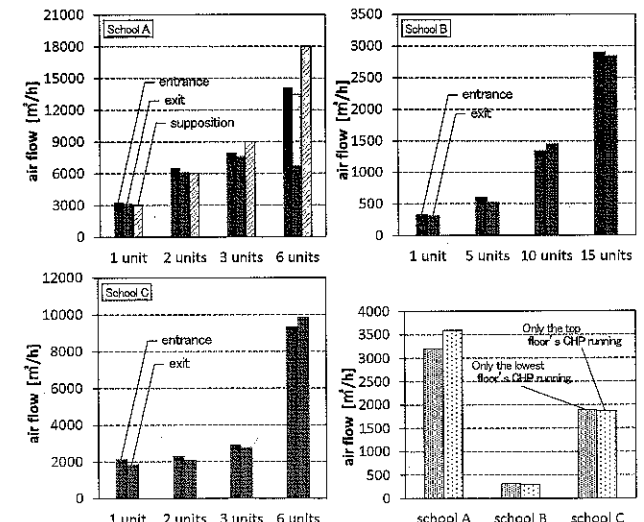 School A
21000
18000
15000
12000
9000
6000
3000
0
air flow [m³/h]
entrance
exit
supposition
1 unit 2 units 3 units 6 units
School B
3500
3000
2500
2000
1500
1000
500
0
air flow [m³/h]
entrance
exit
1 unit 5 units 10 units 15 units
School C
12000
10000
8000
6000
4000
2000
0
air flow [m³/h]
entrance
exit
1 unit 2 units 3 units 6 units
4000
3500
3000
2500
2000
1500
1000
500
0
air flow [m³/h]
Only the top
floor's GHP running
Only the lowest
floor's GHP running
school A school B school C